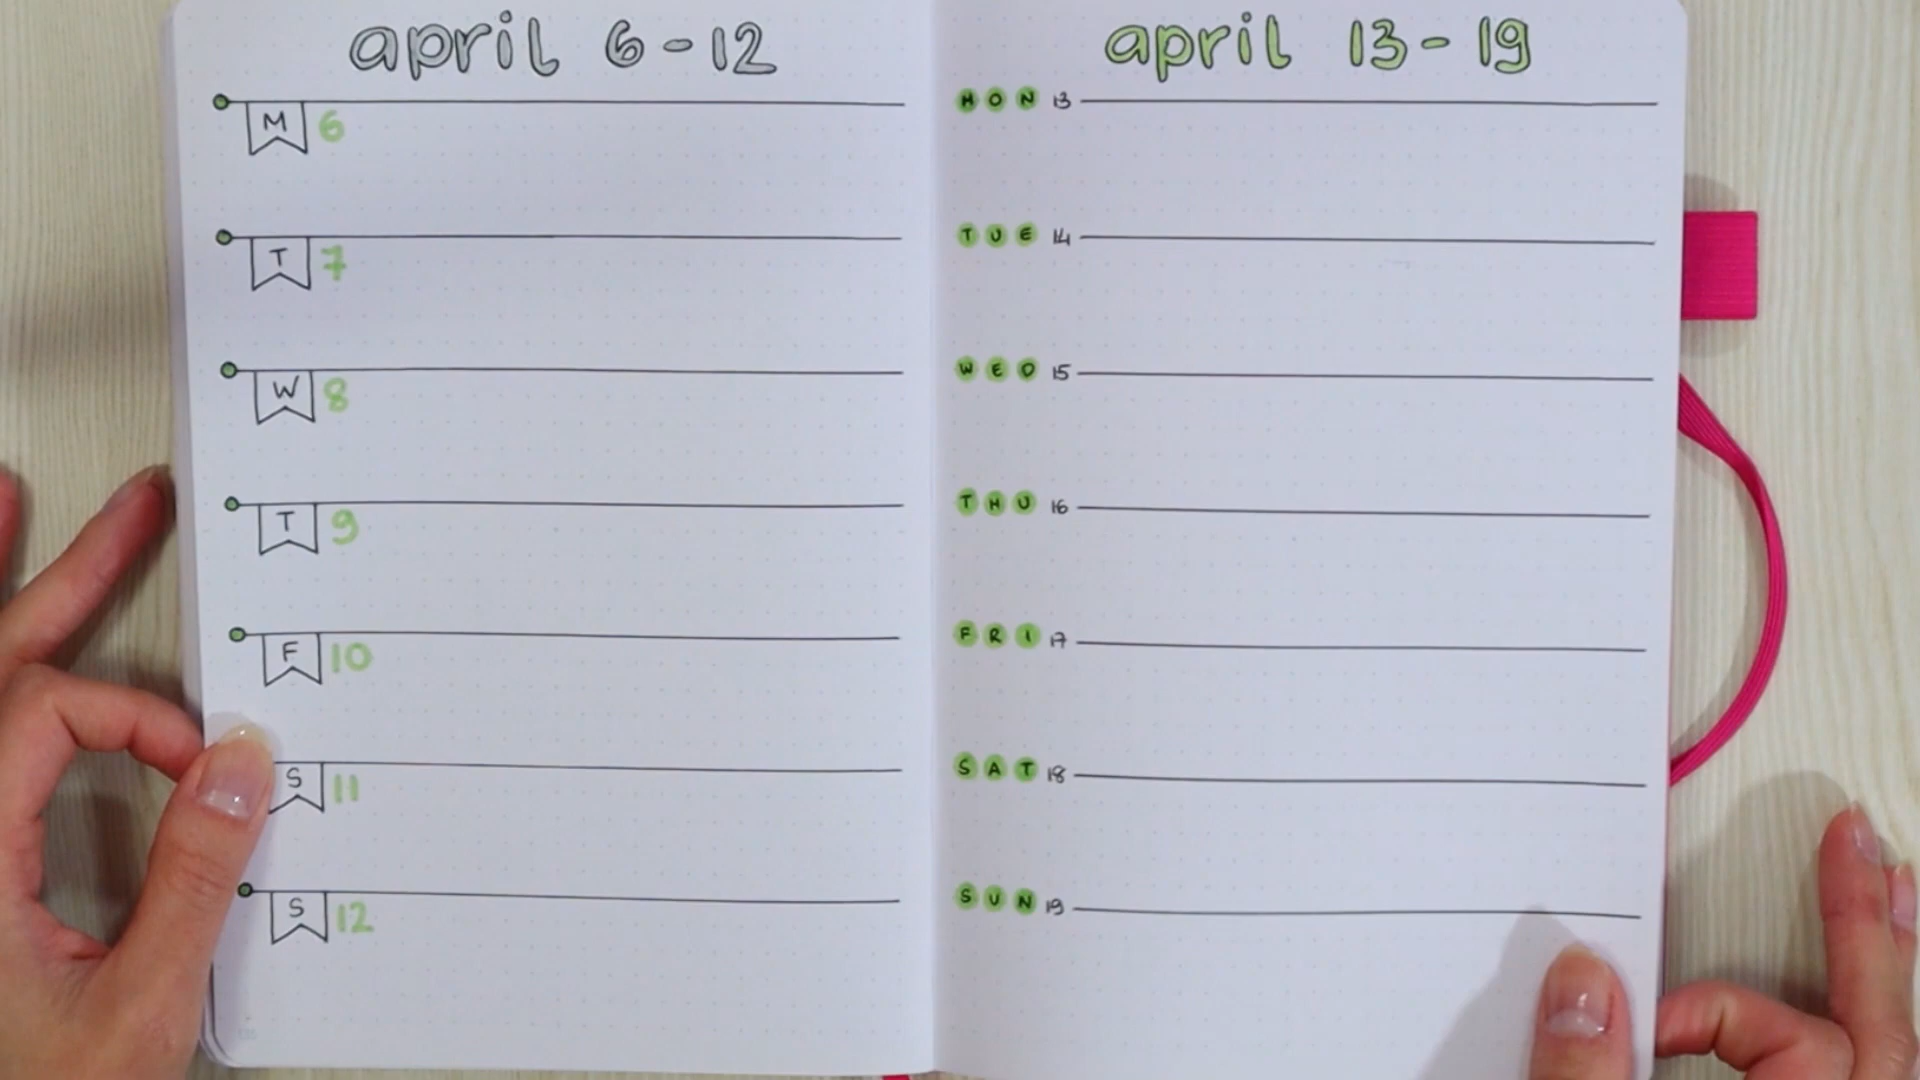 april 6-12
M 6
T 7
W 8
T 9
F 10
S 11
S 12
april 13-19
MON 13
TUE 14
WED 15
THU 16
FRI 17
SAT 18
SUN 19